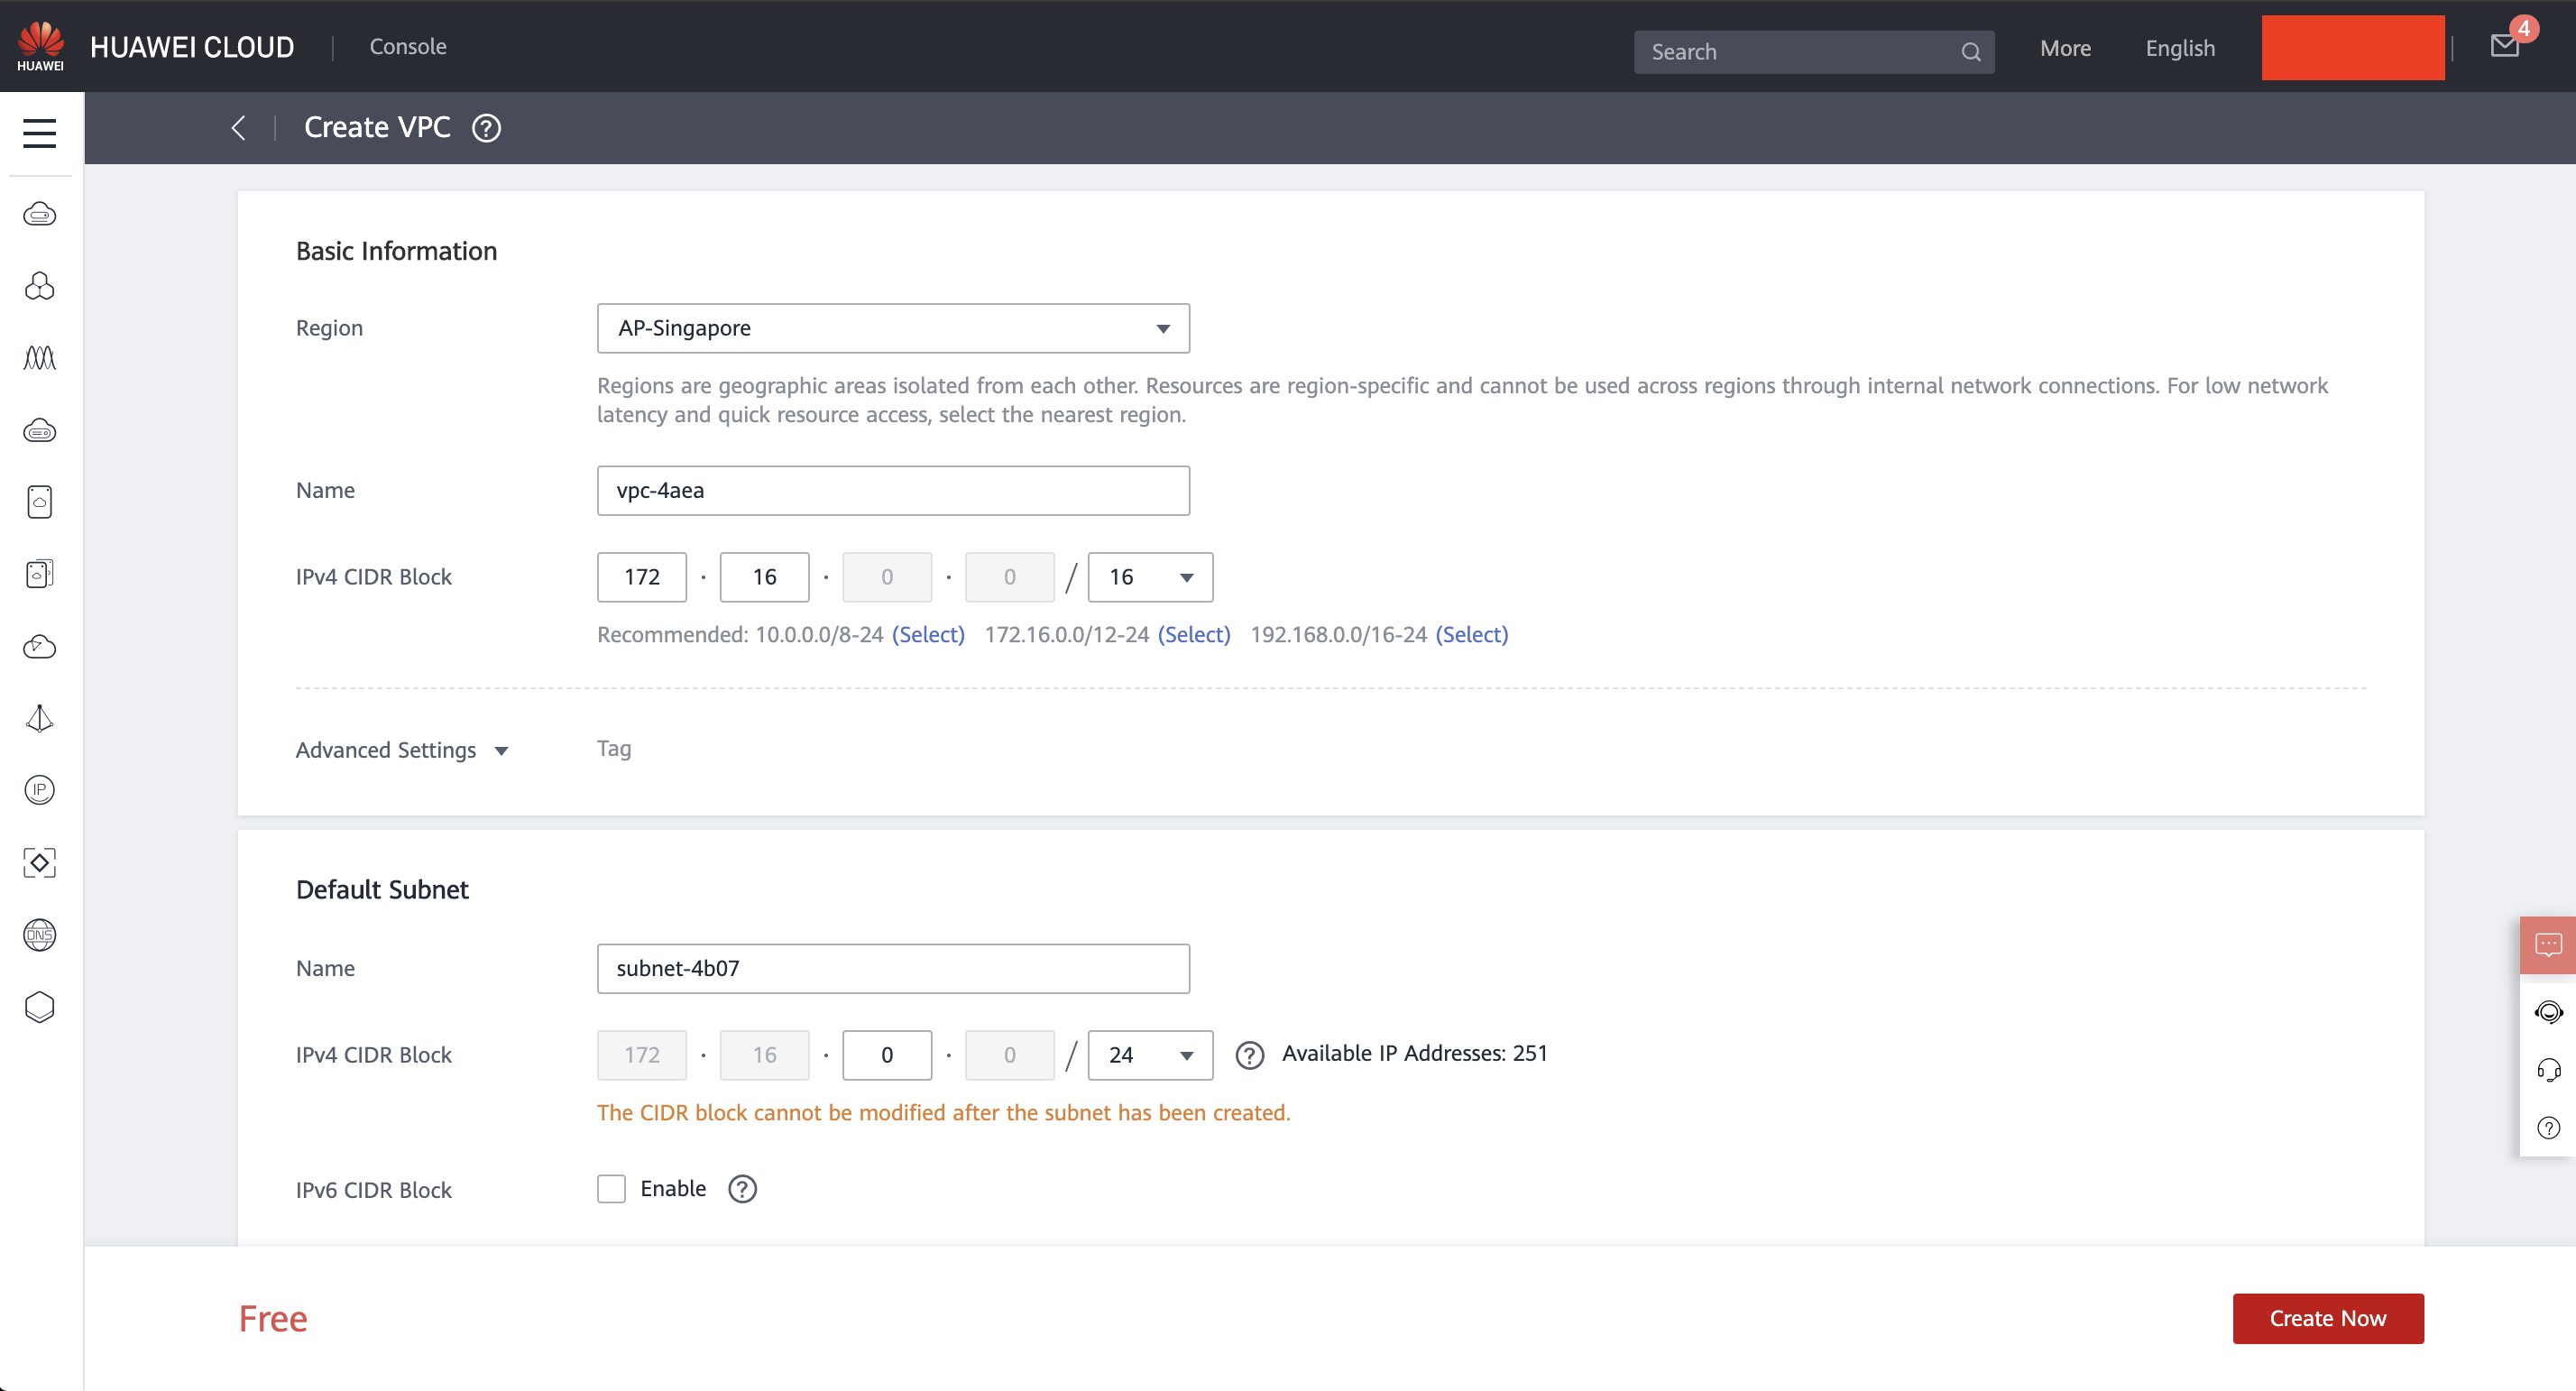 HUAWEI
HUAWEI CLOUD
Console
Search
More
English
4
Create VPC
Basic Information
Region
AP-Singapore
Regions are geographic areas isolated from each other. Resources are region-specific and cannot be used across regions through internal network connections. For low network
latency and quick resource access, select the nearest region.
Name
vpc-4aea
IPv4 CIDR Block
172 · 16 · 0 · 0 / 16
Recommended: 10.0.0.0/8-24 (Select) 172.16.0.0/12-24 (Select) 192.168.0.0/16-24 (Select)
Advanced Settings
Tag
IP
Default Subnet
DNS
Name
subnet-4b07
IPv4 CIDR Block
172 · 16 · 0 · 0 / 24
? Available IP Addresses: 251
The CIDR block cannot be modified after the subnet has been created.
IPv6 CIDR Block
Enable ?
Free
Create Now